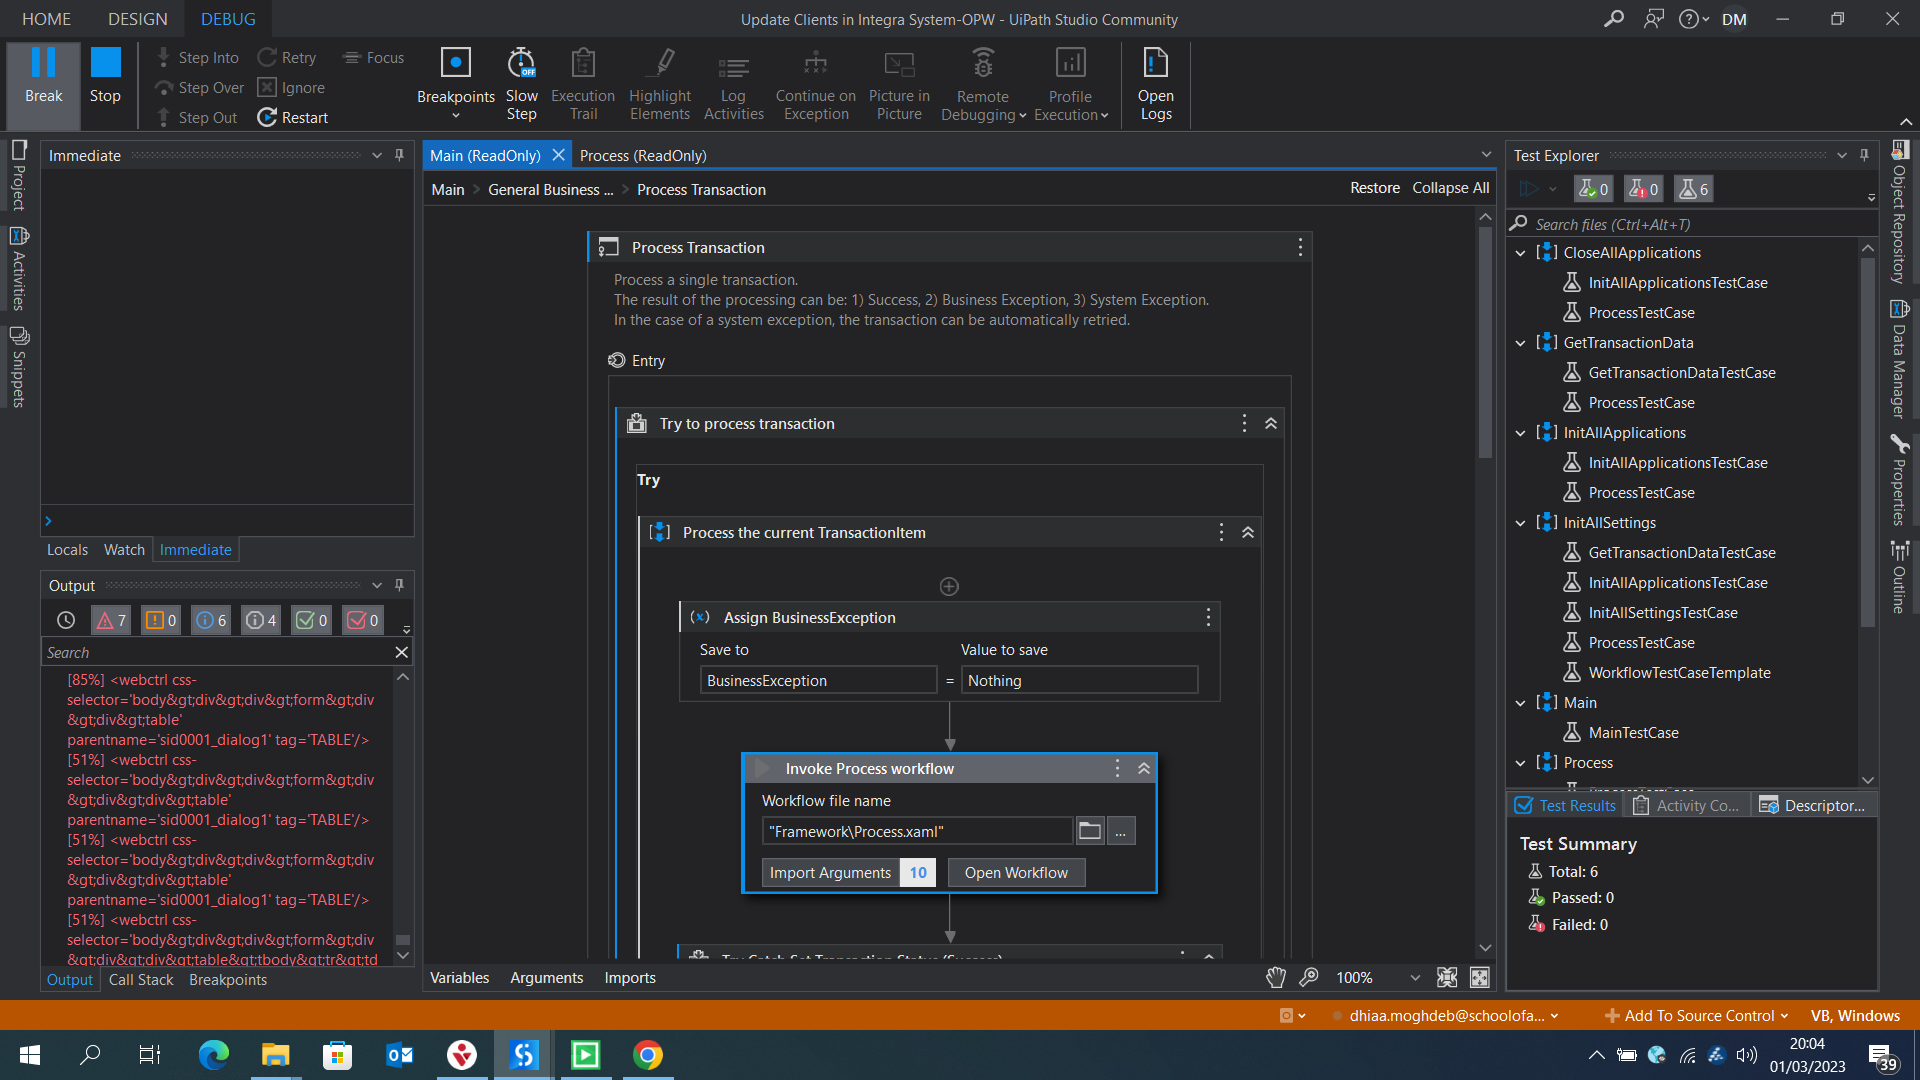 HOME DESIGN DEBUG
Update Clients in Integra System-OPW - UiPath Studio Community
DM
Break
Stop
Step Into
Step Over
Step Out
Retry
Ignore
Restart
Focus
Breakpoints
Slow
Step
OFF
Execution
Trail
Highlight
Elements
Log
Activities
Continue on
Exception
Picture in
Picture
Remote
Debugging
Profile
Execution
Open
Logs
Project
Activities
Snippets
Immediate
Locals Watch Immediate
Output
7 0 6 4 0 0
Search
[85%] <webctrl css-
selector='body&gt;div&gt;div&gt;form&gt;div
&gt;div&gt;table'
parentname='sid0001_dialog1' tag='TABLE'/>
[51%] <webctrl css-
selector='body&gt;div&gt;div&gt;form&gt;div
&gt;div&gt;div&gt;table'
parentname='sid0001_dialog1' tag='TABLE'/>
[51%] <webctrl css-
selector='body&gt;div&gt;div&gt;form&gt;div
&gt;div&gt;div&gt;table'
parentname='sid0001_dialog1' tag='TABLE'/>
[51%] <webctrl css-
selector='body&gt;div&gt;div&gt;form&gt;div
&gt;div&gt;div&gt;table&gt;tbody&gt;tr&gt;td
Output Call Stack Breakpoints
Main (ReadOnly) Process (ReadOnly)
Main > General Business ... > Process Transaction
Restore Collapse All
Process Transaction
Process a single transaction.
The result of the processing can be: 1) Success, 2) Business Exception, 3) System Exception.
In the case of a system exception, the transaction can be automatically retried.
Entry
Try to process transaction
Try
Process the current TransactionItem
Assign BusinessException
Save to Value to save
BusinessException = Nothing
Invoke Process workflow
Workflow file name
"Framework\Process.xaml" ...
Import Arguments 10 Open Workflow
Try Catch Set Transaction Status (Success)
Variables Arguments Imports
100%
Test Explorer
0 0 6
Search files (Ctrl+Alt+T)
CloseAllApplications
InitAllApplicationsTestCase
ProcessTestCase
GetTransactionData
GetTransactionDataTestCase
ProcessTestCase
InitAllApplications
InitAllApplicationsTestCase
ProcessTestCase
InitAllSettings
GetTransactionDataTestCase
InitAllApplicationsTestCase
InitAllSettingsTestCase
ProcessTestCase
WorkflowTestCaseTemplate
Main
MainTestCase
Process
ProcessTestCase
Test Results Activity Co... Descriptor...
Test Summary
Total: 6
Passed: 0
Failed: 0
Object Repository
Data Manager
Properties
Outline
dhiaa.moghdeb@schoolofa...
Add To Source Control
VB, Windows
20:04
01/03/2023
39